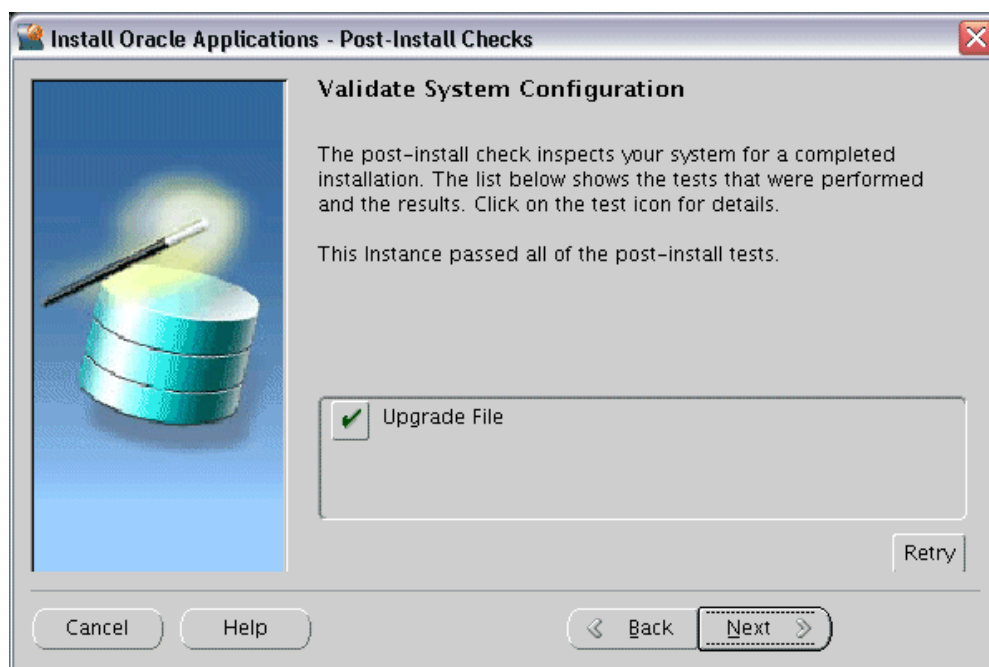 Install Oracle Applications - Post-Install Checks
Validate System Configuration
The post-install check inspects your system for a completed
installation. The list below shows the tests that were performed
and the results. Click on the test icon for details.
This Instance passed all of the post-install tests.
Upgrade File
Retry
Cancel Help Back Next